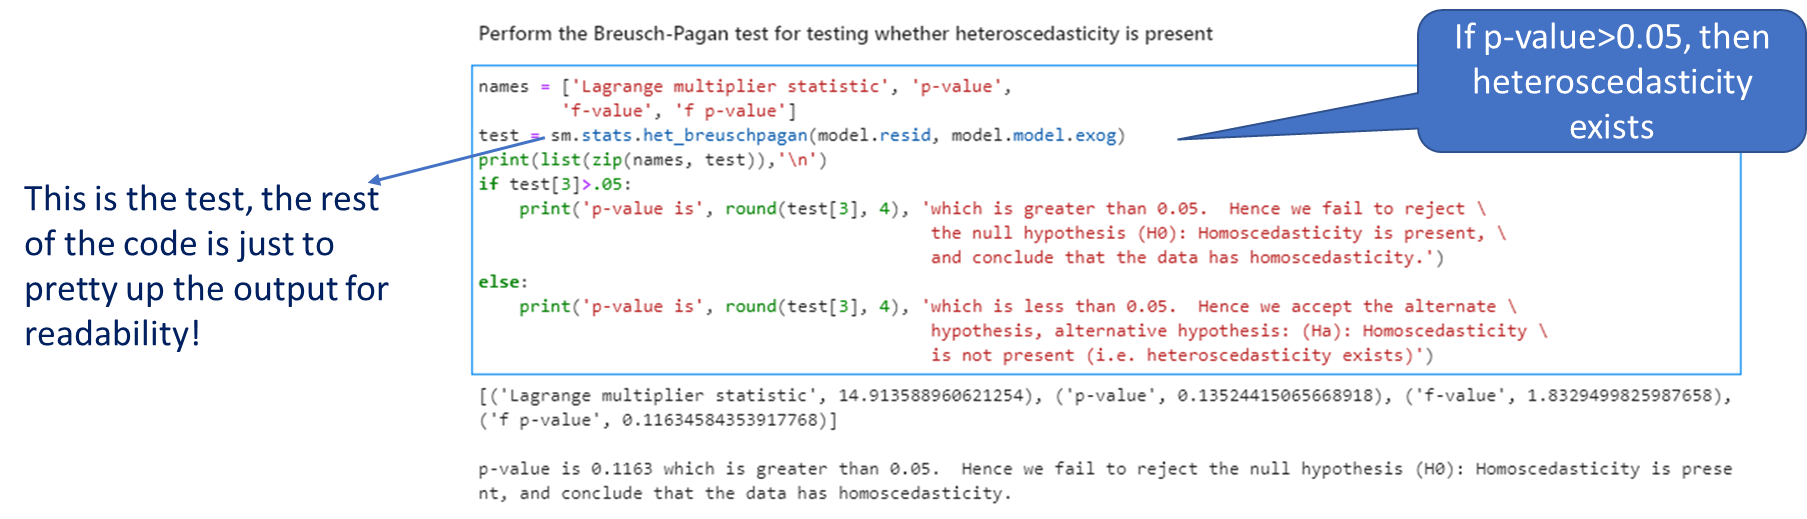 Perform the Breusch-Pagan test for testing whether heteroscedasticity is present
If p-value>0.05, then
heteroscedasticity
exists
names = ['Lagrange multiplier statistic', 'p-value',
        'f-value', 'f p-value']
test = sm.stats.het_breuschpagan(model.resid, model.model.exog)
print(list(zip(names, test)),'\n')
if test[3]>.05:
    print('p-value is', round(test[3], 4), 'which is greater than 0.05.  Hence we fail to reject \
                                            the null hypothesis (H0): Homoscedasticity is present, \
                                            and conclude that the data has homoscedasticity.')
else:
    print('p-value is', round(test[3], 4), 'which is less than 0.05.  Hence we accept the alternate \
                                            hypothesis, alternative hypothesis: (Ha): Homoscedasticity \
                                            is not present (i.e. heteroscedasticity exists)')
This is the test, the rest
of the code is just to
pretty up the output for
readability!
[('Lagrange multiplier statistic', 14.913588960621254), ('p-value', 0.13524415065668918), ('f-value', 1.8329499825987658),
('f p-value', 0.11634584353917768)]
p-value is 0.1163 which is greater than 0.05.  Hence we fail to reject the null hypothesis (H0): Homoscedasticity is prese
nt, and conclude that the data has homoscedasticity.